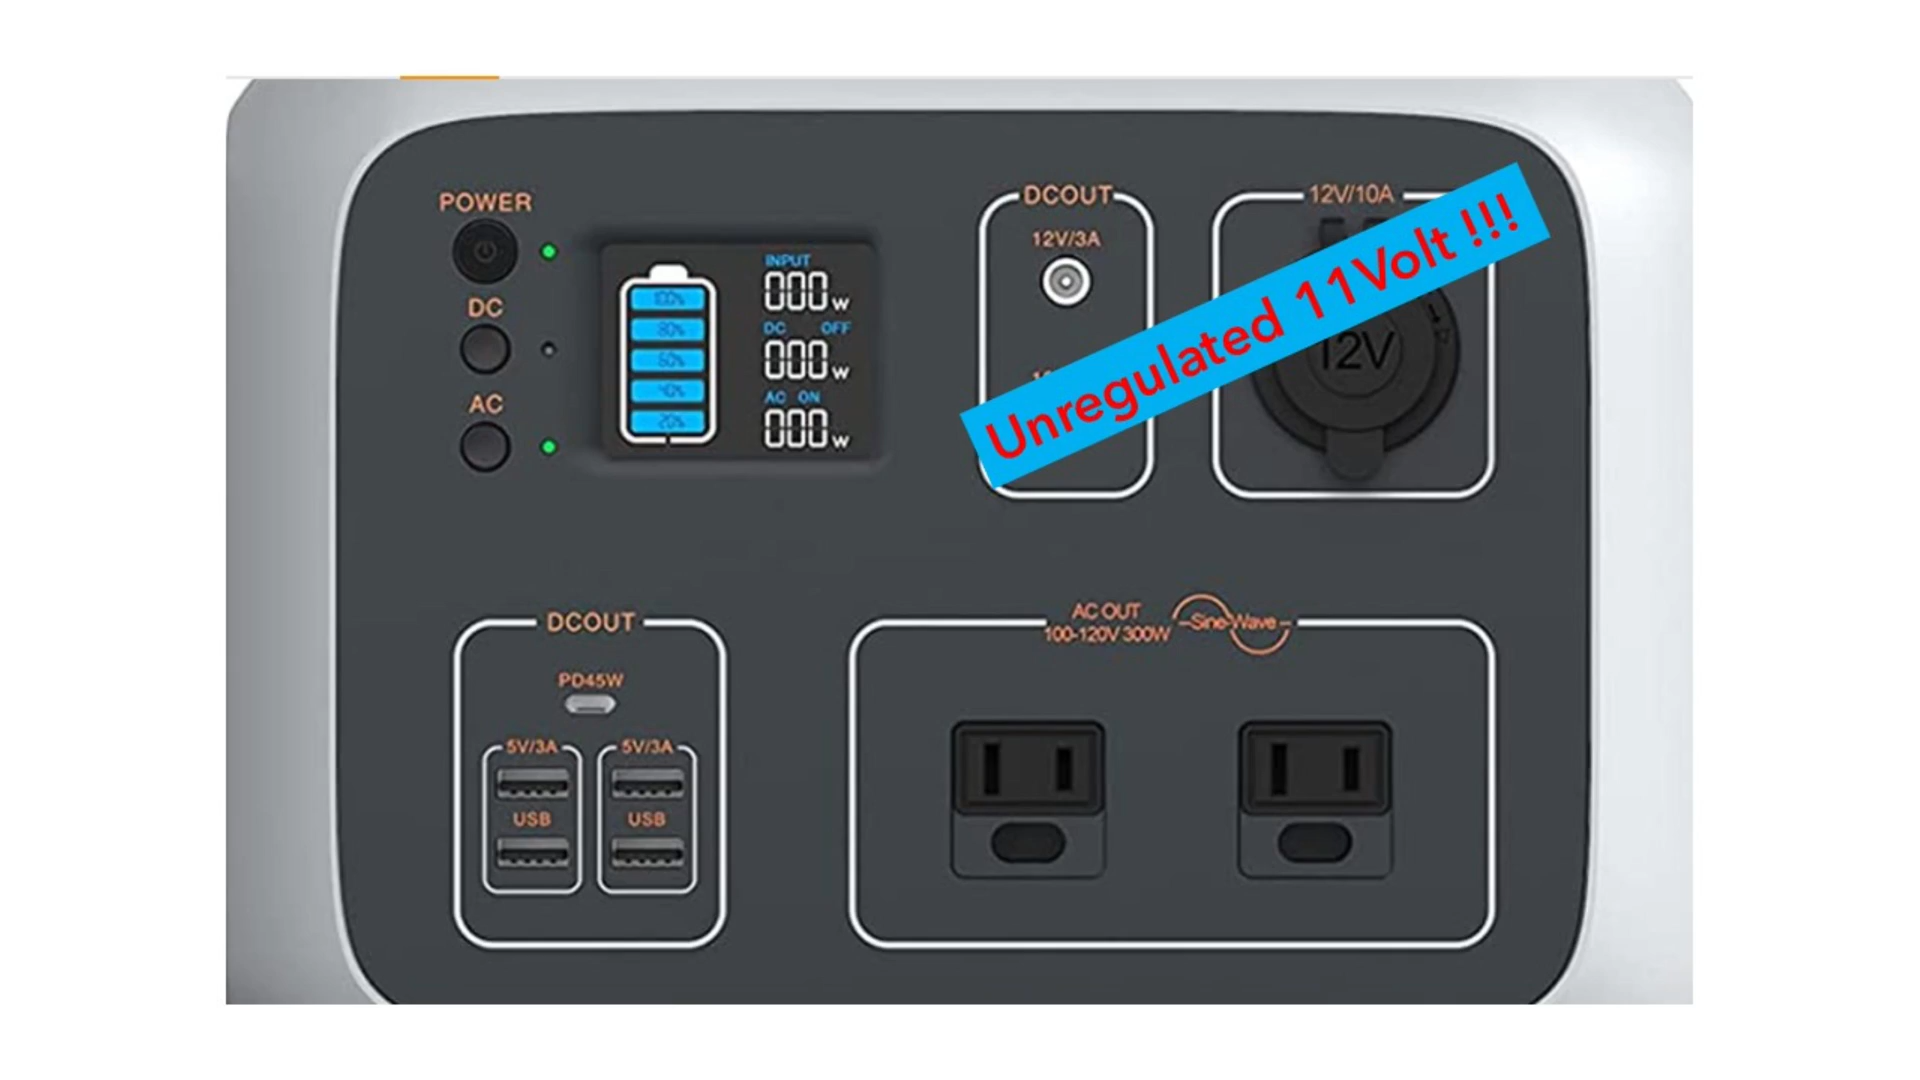 POWER
DC
AC
100%
80%
60%
40%
20%
INPUT
000W
DC OFF
000W
AC ON
000W
DCOUT
12V/3A
12V/10A
12V
Unregulated 11Volt !!!
DCOUT
PD45W
5V/3A
5V/3A
USB
USB
AC OUT
100-120V 300W
Sine Wave